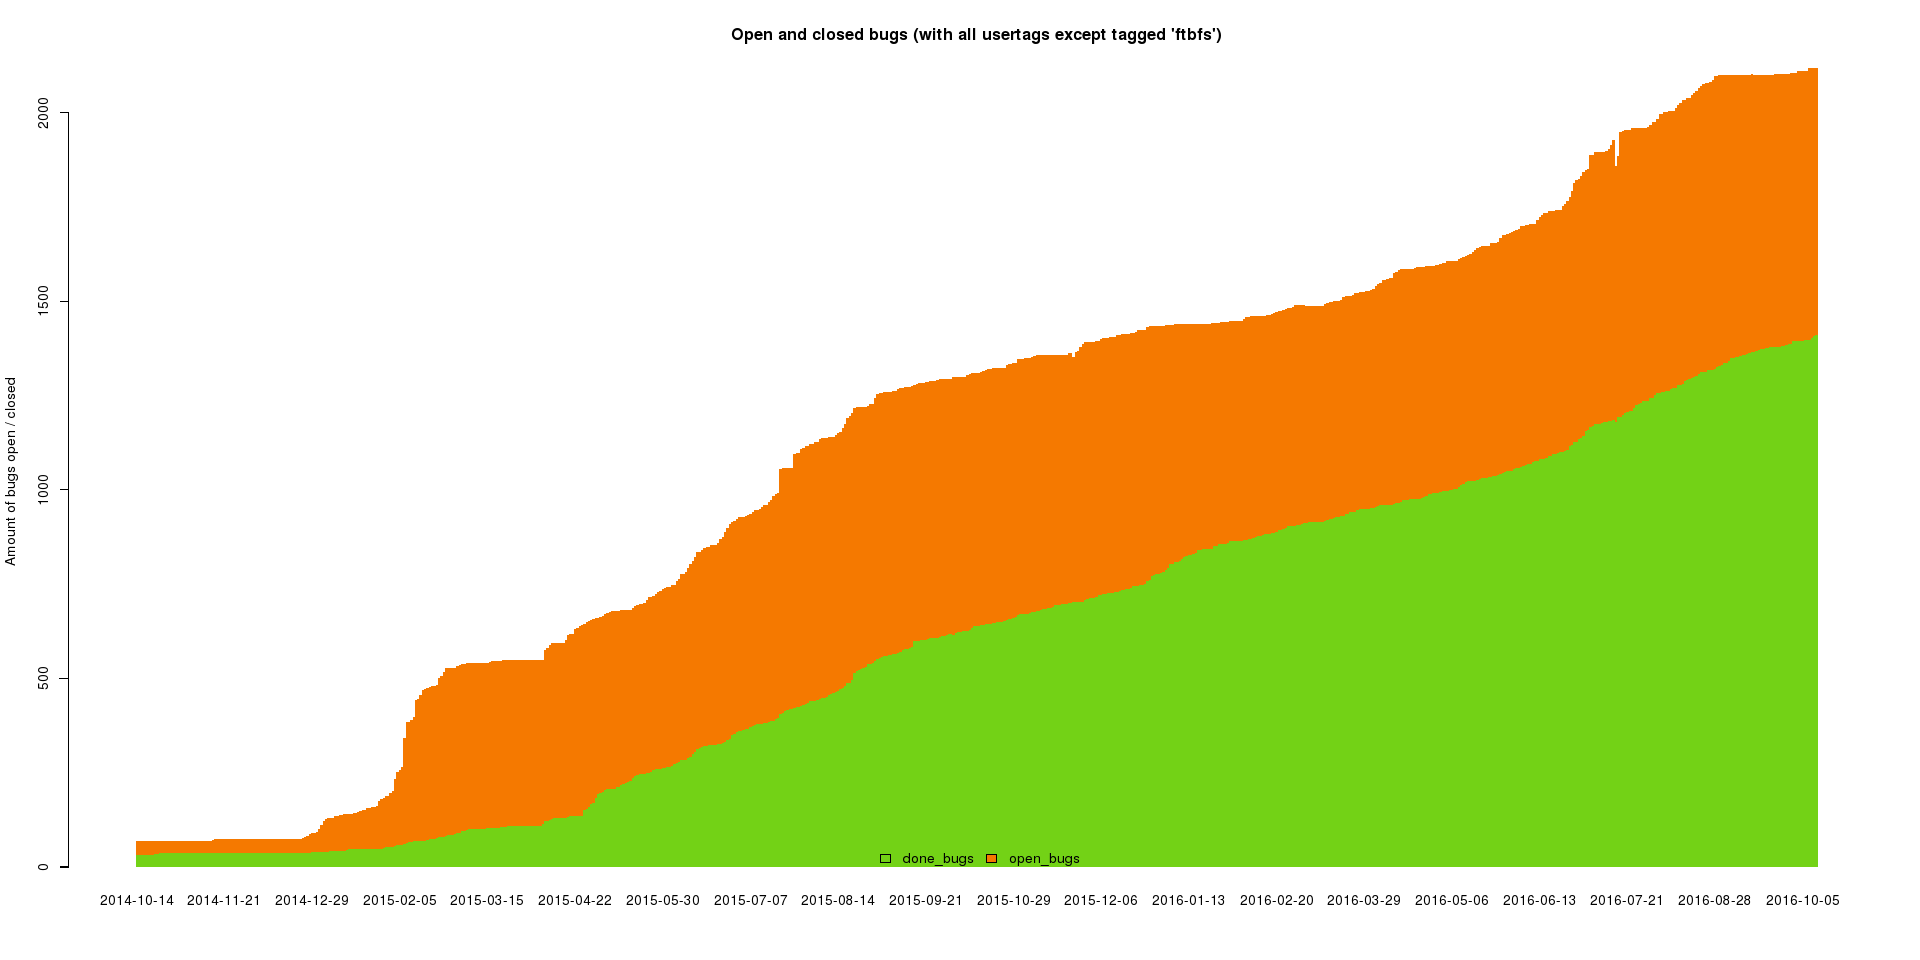 Open and closed bugs (with all usertags except tagged 'ftbfs')
Amount of bugs open / closed
2000
1500
1000
500
0
done_bugs open_bugs
2014-10-14 2014-11-21 2014-12-29 2015-02-05 2015-03-15 2015-04-22 2015-05-30 2015-07-07 2015-08-14 2015-09-21 2015-10-29 2015-12-06 2016-01-13 2016-02-20 2016-03-29 2016-05-06 2016-06-13 2016-07-21 2016-08-28 2016-10-05